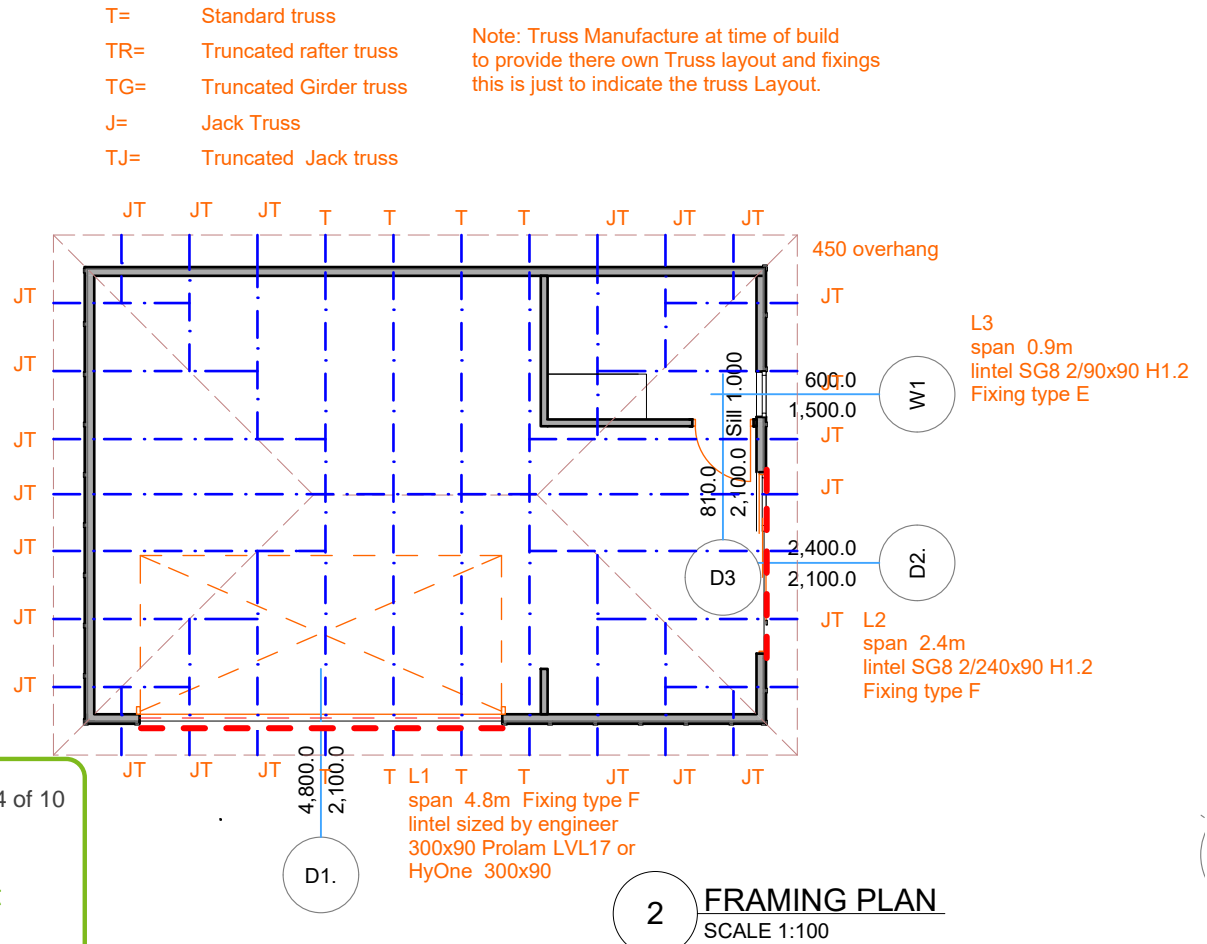 T= Standard truss
TR= Truncated rafter truss
TG= Truncated Girder truss
J= Jack Truss
TJ= Truncated Jack truss
Note: Truss Manufacture at time of build
to provide there own Truss layout and fixings
this is just to indicate the truss Layout.
JT JT JT T T T T JT JT JT
450 overhang
JT
JT
JT
JT
JT
JT
JT
JT
JT
JT
JT
JT
L3
span 0.9m
lintel SG8 2/90x90 H1.2
Fixing type E
600.0
1,500.0
W1
Sill 1.000
810.0
2,100.0
D3
2,400.0
2,100.0
D2.
L2
span 2.4m
lintel SG8 2/240x90 H1.2
Fixing type F
JT JT JT T T T T JT JT JT
4,800.0
2,100.0
D1.
L1
span 4.8m Fixing type F
lintel sized by engineer
300x90 Prolam LVL17 or
HyOne 300x90
4 of 10
2
FRAMING PLAN
SCALE 1:100